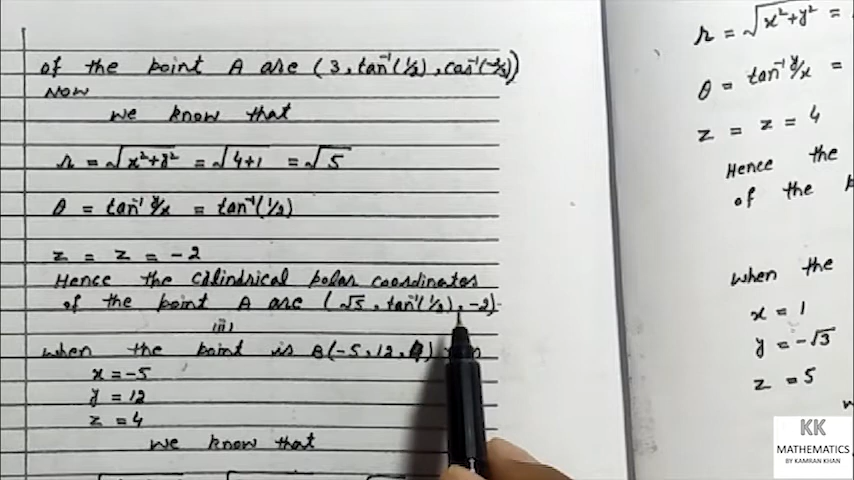 of the point A are (3, tan⁻¹(1/2), cos⁻¹(-2/3))
Now
we know that
r = √x²+y² = √4+1 = √5
θ = tan⁻¹ y/x = tan⁻¹(1/2)
z = z = -2
Hence the cilindrical polar coordinates
of the point A are (√5, tan⁻¹(1/2), -2)
(ii)
when the point is B(-5, 12, 4)
x = -5
y = 12
z = 4
we know that
r = √x²+y² =
θ = tan⁻¹ y/x =
z = z = 4
Hence the
of the
when the
x = 1
y = -√3
z = 5
KK
MATHEMATICS
BY KAMRAN KHAN